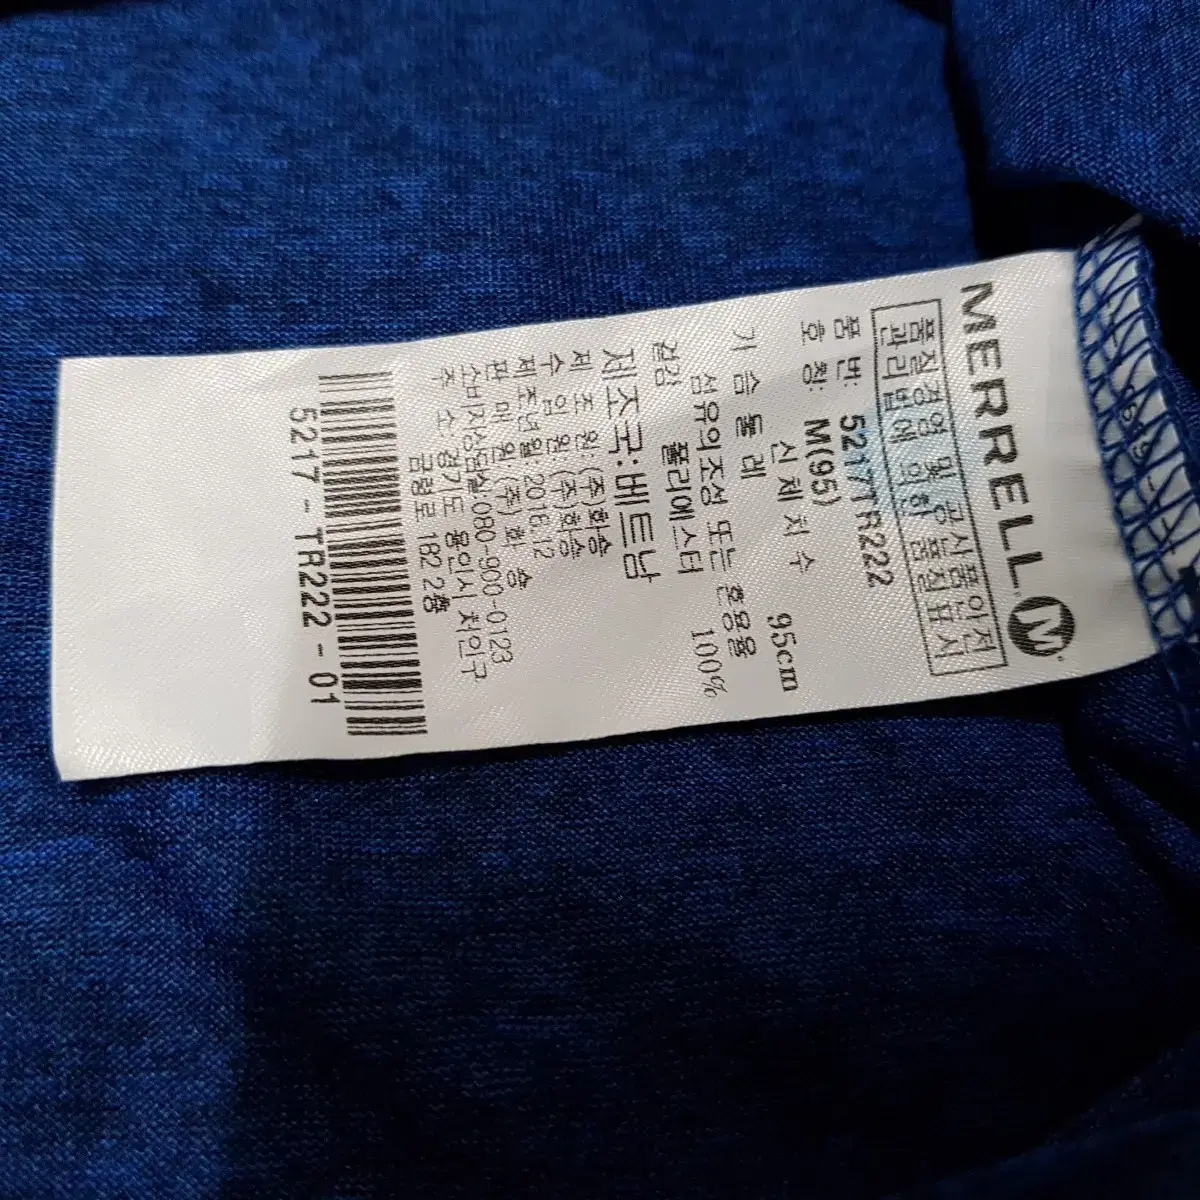 MERRELL
품질경영 및 공산품안전
관리법에 의한 품질표시
품 번: 5217TR222
호 칭: M(95)
신 체 치 수
가 슴 둘 레 95cm
섬유의조성 또는 혼용율
겉감 폴리에스터 100%
제조국:베트남
제 조 원:(주)화승
수 입 원:(주)화승
제조년월:2016.12
판 매 원:(주)화 승
소비자상담실:080-900-0123
주 소:경기도 용인시 처인구
금령로 182 2층
5217-TR222-01